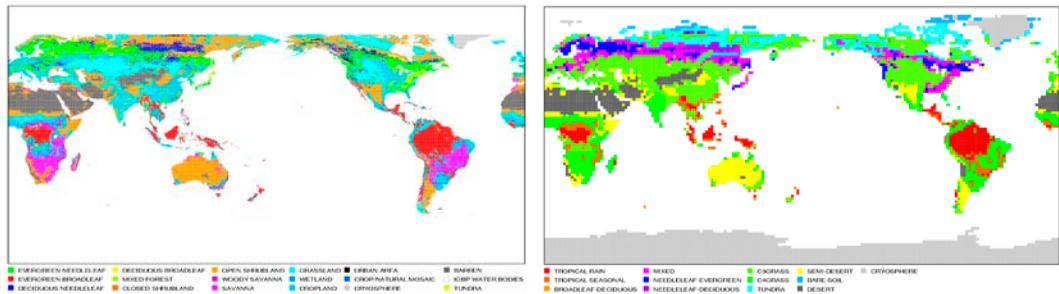 EVERGREEN NEEDLELEAF DECIDUOUS BROADLEAF OPEN SHRUBLAND GRASSLAND URBAN AREA BARREN
EVERGREEN BROADLEAF MIXED FOREST WOODY SAVANNA WETLAND CROP NATURAL MOSAIC IGBP WATER BODIES
DECIDUOUS NEEDLELEAF CLOSED SHRUBLAND SAVANNA CROPLAND CRYOSPHERE TUNDRA
TROPICAL RAIN MIXED C3GRASS SEMI-DESERT CRYOSPHERE
TROPICAL SEASONAL NEEDLELEAF EVERGREEN C4GRASS BARE SOIL
BROADLEAF DECIDUOUS NEEDLELEAF DECIDUOUS TUNDRA DESERT